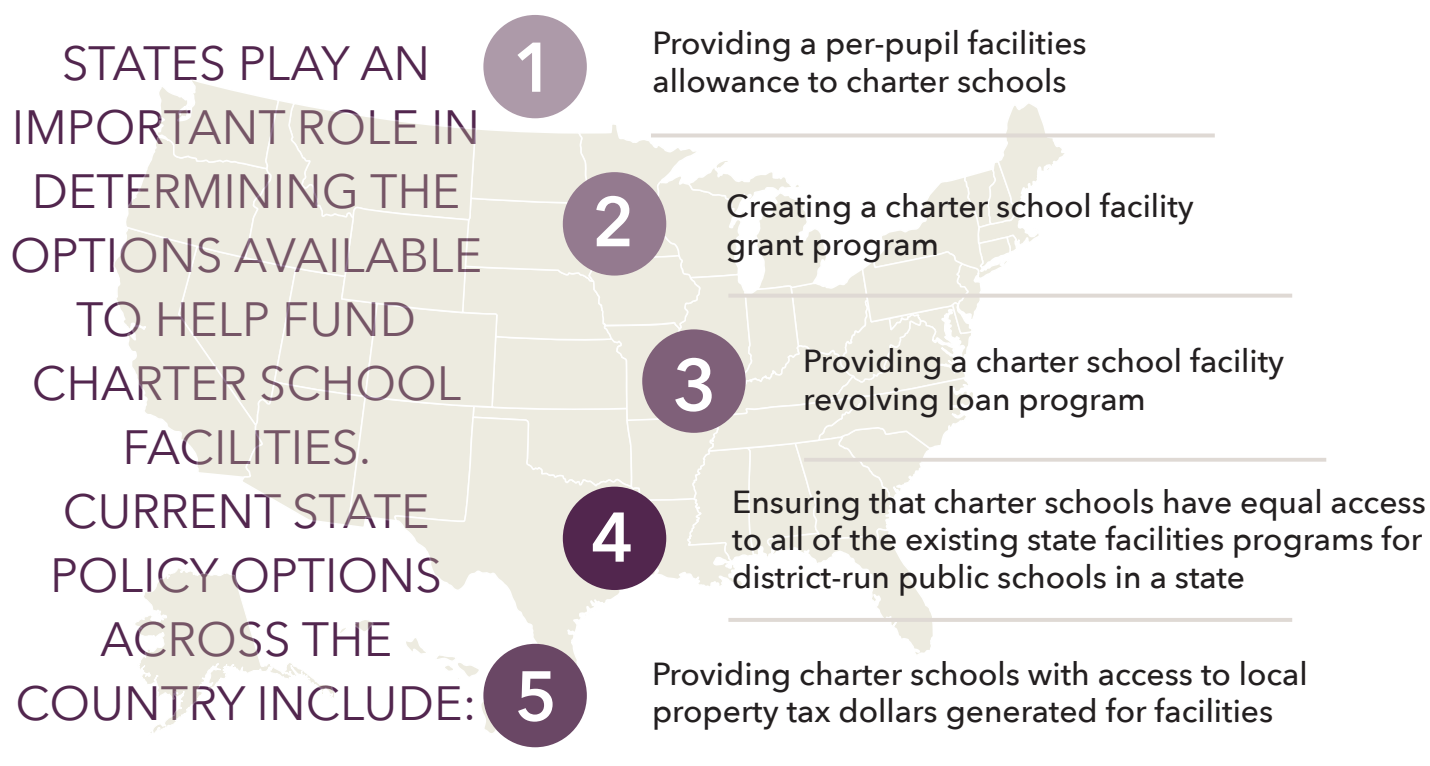 STATES PLAY AN
IMPORTANT ROLE IN
DETERMINING THE
OPTIONS AVAILABLE
TO HELP FUND
CHARTER SCHOOL
FACILITIES.
CURRENT STATE
POLICY OPTIONS
ACROSS THE
COUNTRY INCLUDE:
1
Providing a per-pupil facilities
allowance to charter schools
2
Creating a charter school facility
grant program
3
Providing a charter school facility
revolving loan program
4
Ensuring that charter schools have equal access
to all of the existing state facilities programs for
district-run public schools in a state
5
Providing charter schools with access to local
property tax dollars generated for facilities